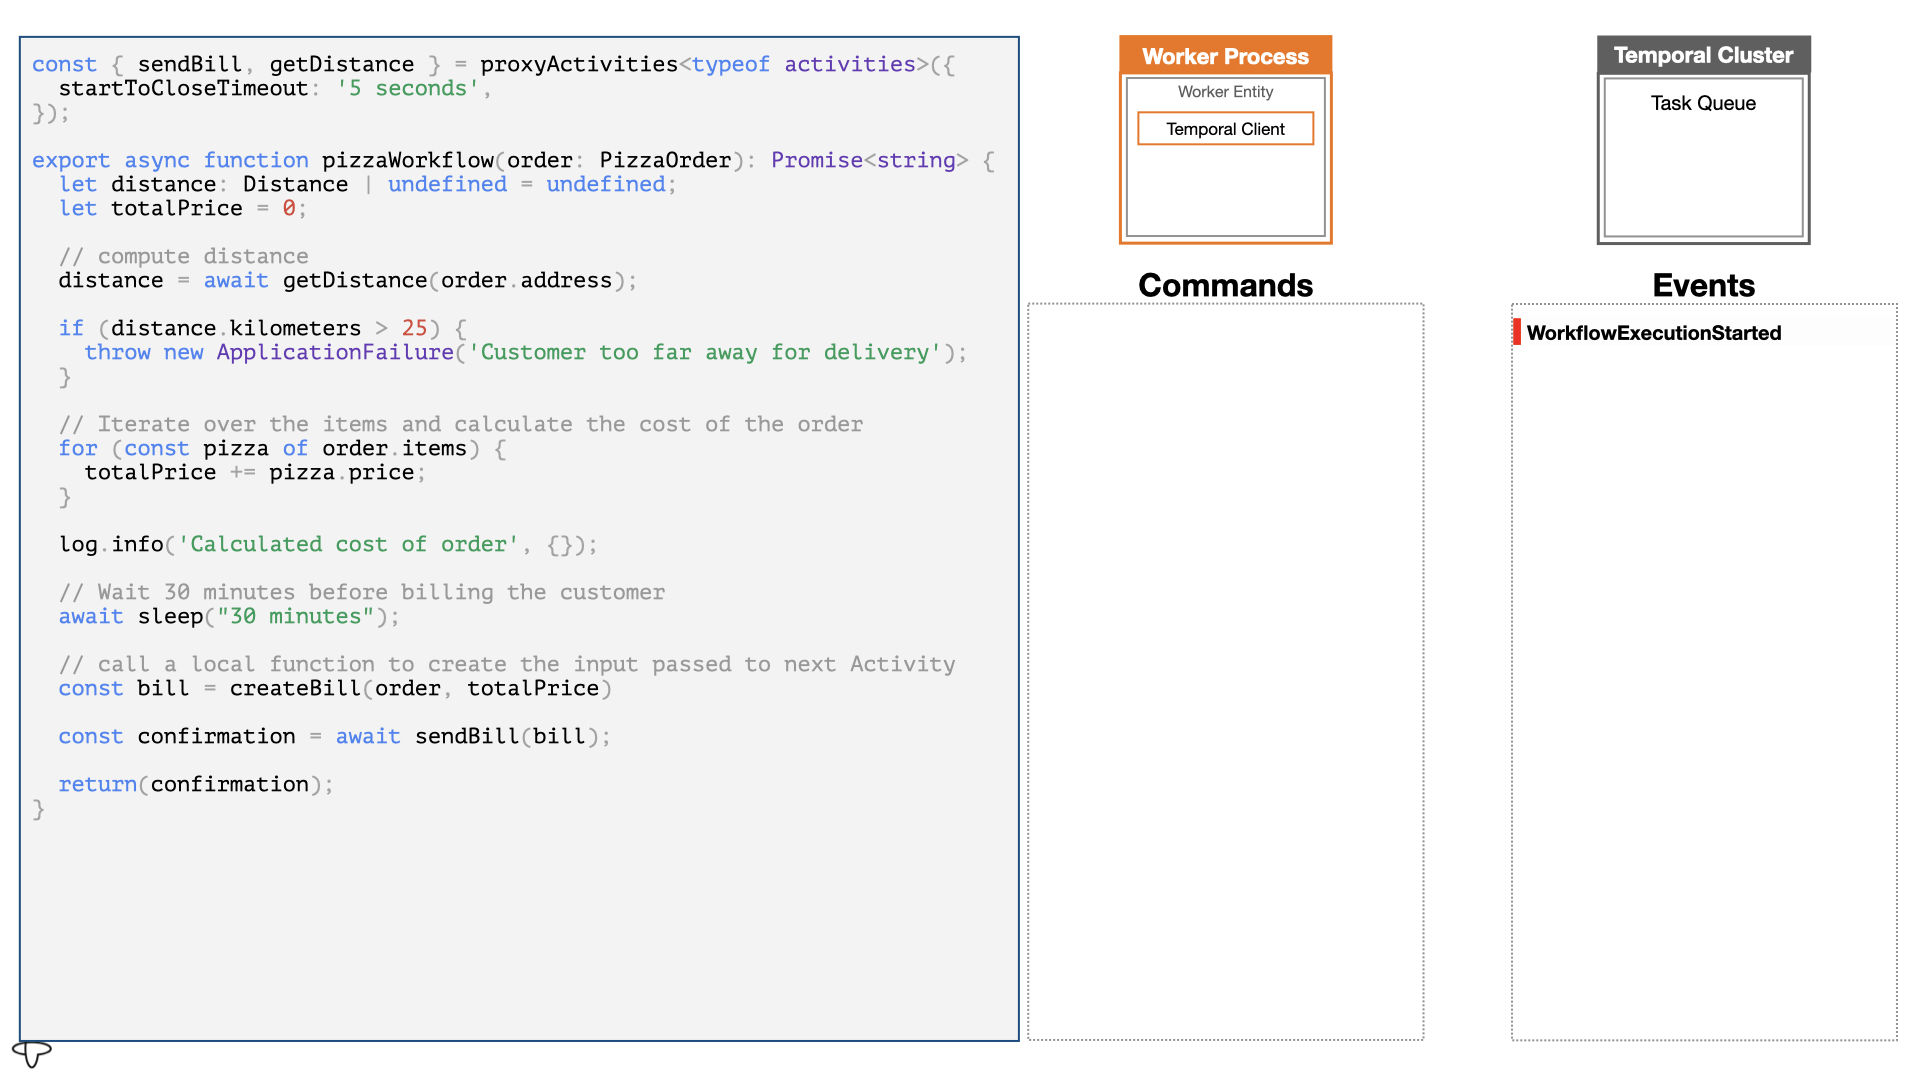 const { sendBill, getDistance } = proxyActivities<typeof activities>({
  startToCloseTimeout: '5 seconds',
});
export async function pizzaWorkflow(order: PizzaOrder): Promise<string> {
  let distance: Distance | undefined = undefined;
  let totalPrice = 0;
  // compute distance
  distance = await getDistance(order.address);
  if (distance.kilometers > 25) {
    throw new ApplicationFailure('Customer too far away for delivery');
  }
  // Iterate over the items and calculate the cost of the order
  for (const pizza of order.items) {
    totalPrice += pizza.price;
  }
  log.info('Calculated cost of order', {});
  // Wait 30 minutes before billing the customer
  await sleep("30 minutes");
  // call a local function to create the input passed to next Activity
  const bill = createBill(order, totalPrice)
  const confirmation = await sendBill(bill);
  return(confirmation);
}
Worker Process
Worker Entity
Temporal Client
Temporal Cluster
Task Queue
Commands
Events
WorkflowExecutionStarted